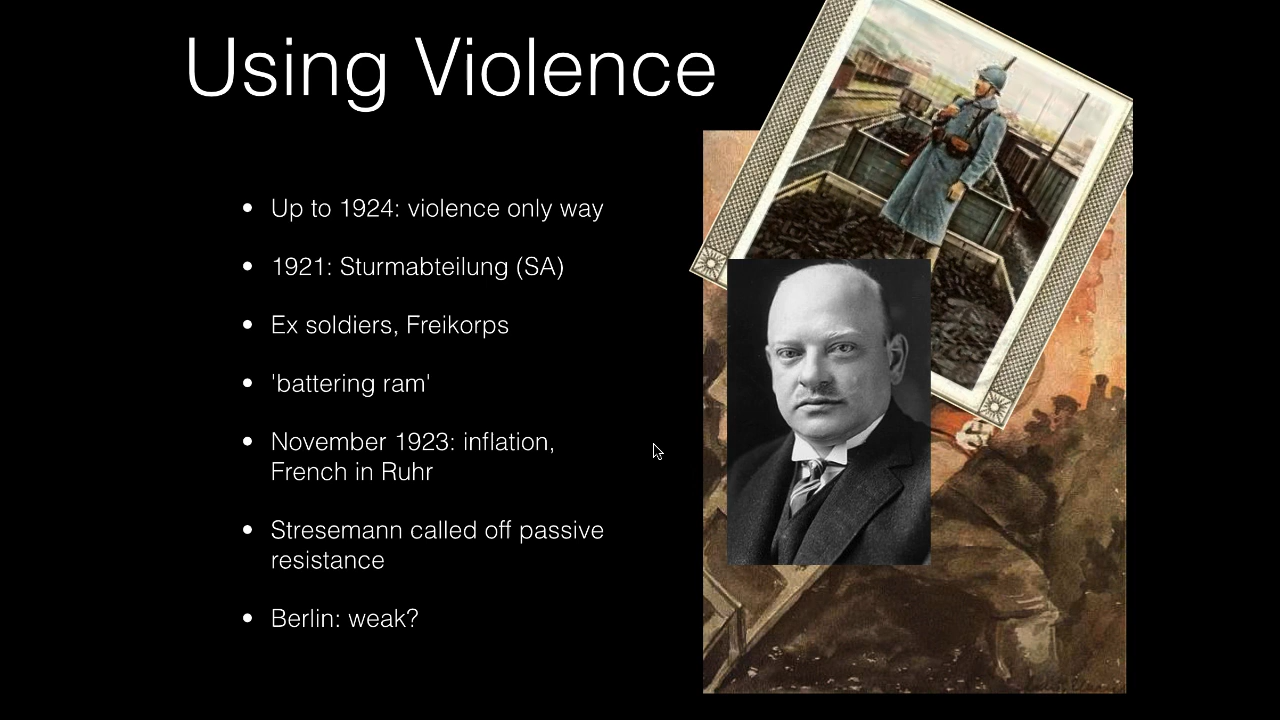 Using Violence
• Up to 1924: violence only way
• 1921: Sturmabteilung (SA)
• Ex soldiers, Freikorps
• 'battering ram'
• November 1923: inflation,
French in Ruhr
• Stresemann called off passive
resistance
• Berlin: weak?